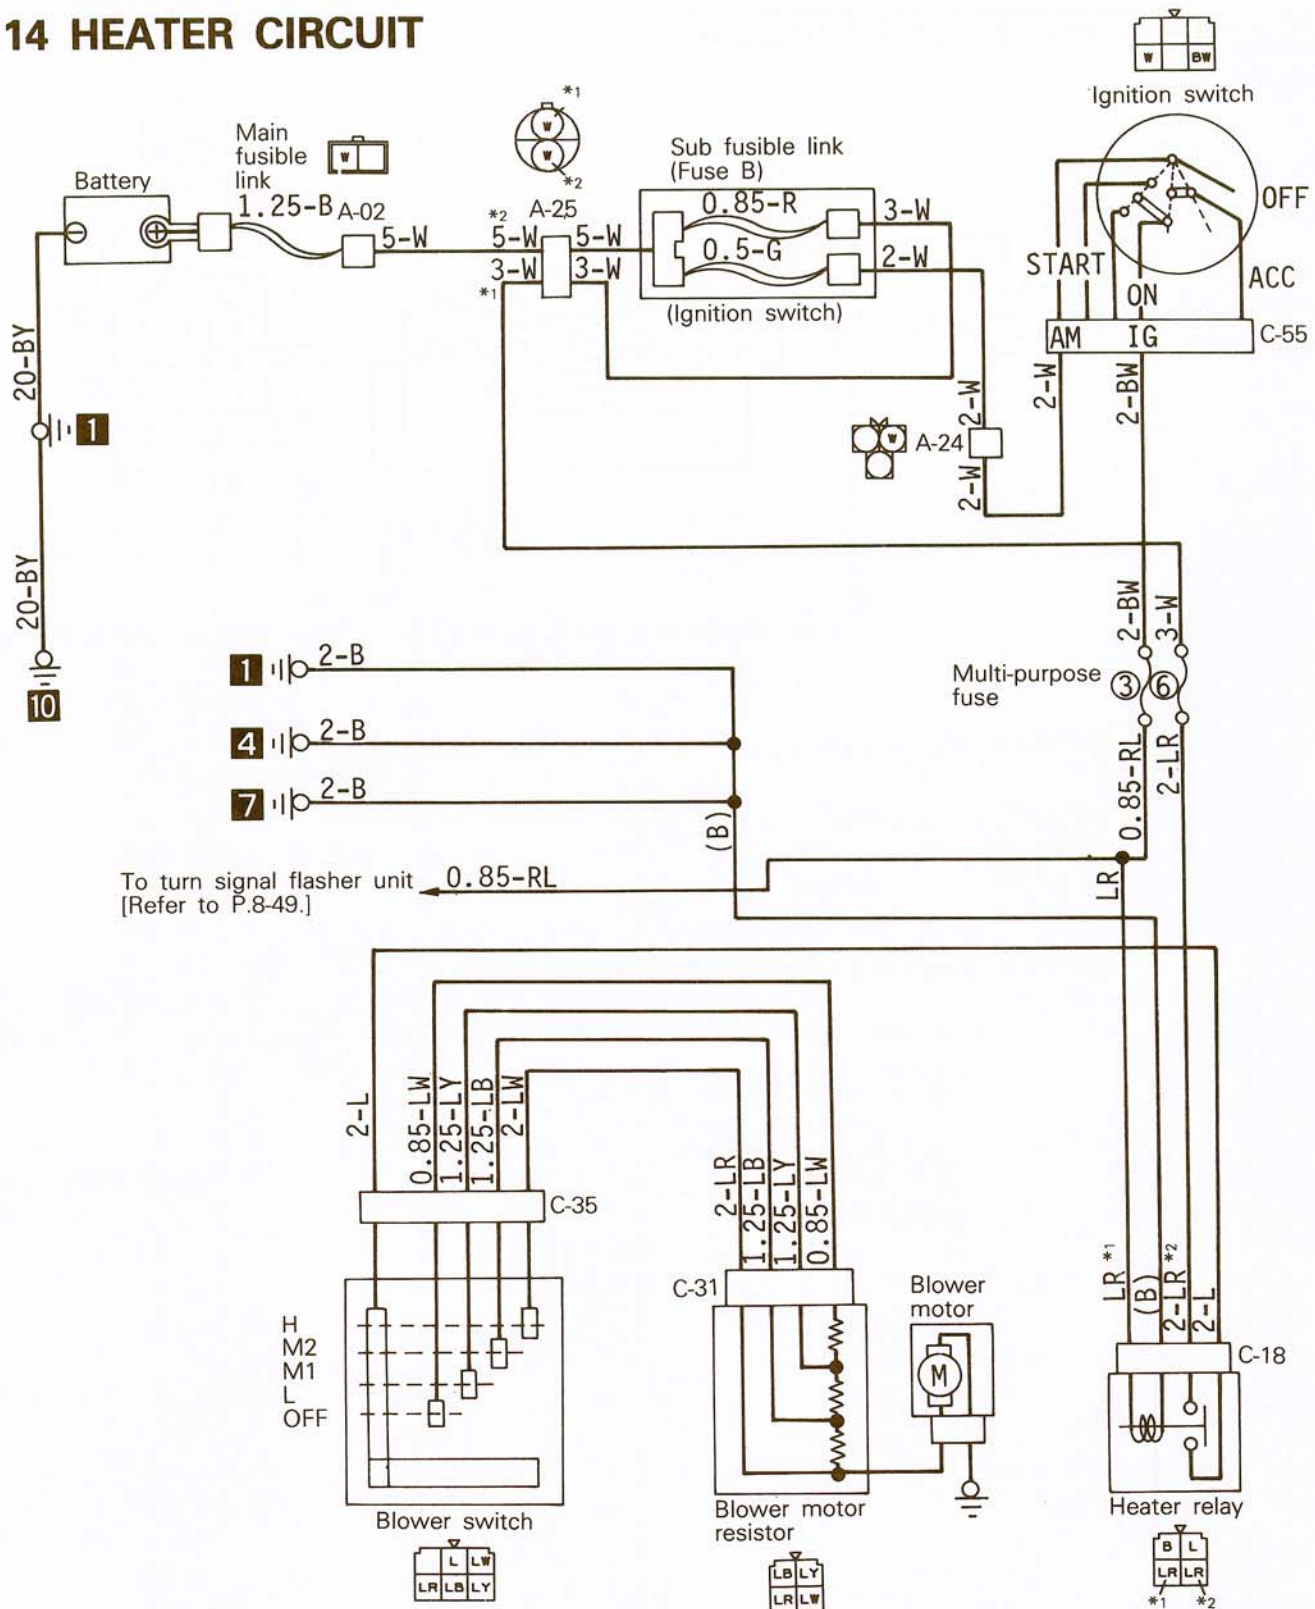 14 HEATER CIRCUIT
W BW
Ignition switch
*1
W
W
*2
Main
fusible
link
W
Sub fusible link
(Fuse B)
Battery
1.25-B
A-02
*2
A-25
0.85-R
3-W
OFF
5-W
5-W
5-W
0.5-G
2-W
3-W
3-W
*1
START
ACC
ON
(Ignition switch)
AM IG
C-55
20-BY
1
2-W
2-W
2-BW
W
A-24
2-W
20-BY
10
2-BW
3-W
1
2-B
Multi-purpose
fuse
3
6
4
2-B
7
2-B
0.85-RL
2-LR
(B)
To turn signal flasher unit
[Refer to P.8-49.]
0.85-RL
LR
2-L
0.85-LW
1.25-LY
1.25-LB
2-LW
C-35
2-LR
1.25-LB
1.25-LY
0.85-LW
C-31
Blower
motor
LR *1
(B)
2-LR *2
2-L
C-18
H
M2
M1
L
OFF
M
Blower switch
Blower motor
resistor
Heater relay
L LW
LR LB LY
LB LY
LR LW
B L
LR LR
*1 *2